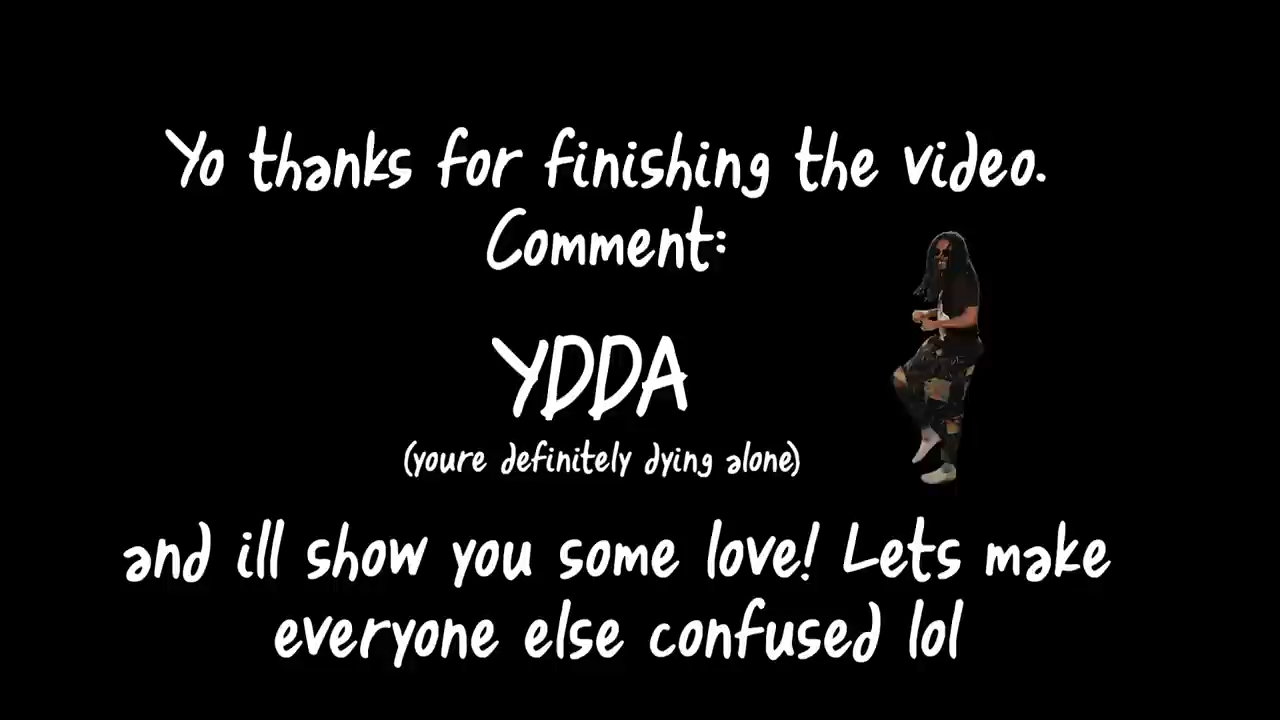 Yo thanks for finishing the video.
Comment:
YDDA
(youre definitely dying alone)
and ill show you some love! Lets make
everyone else confused lol